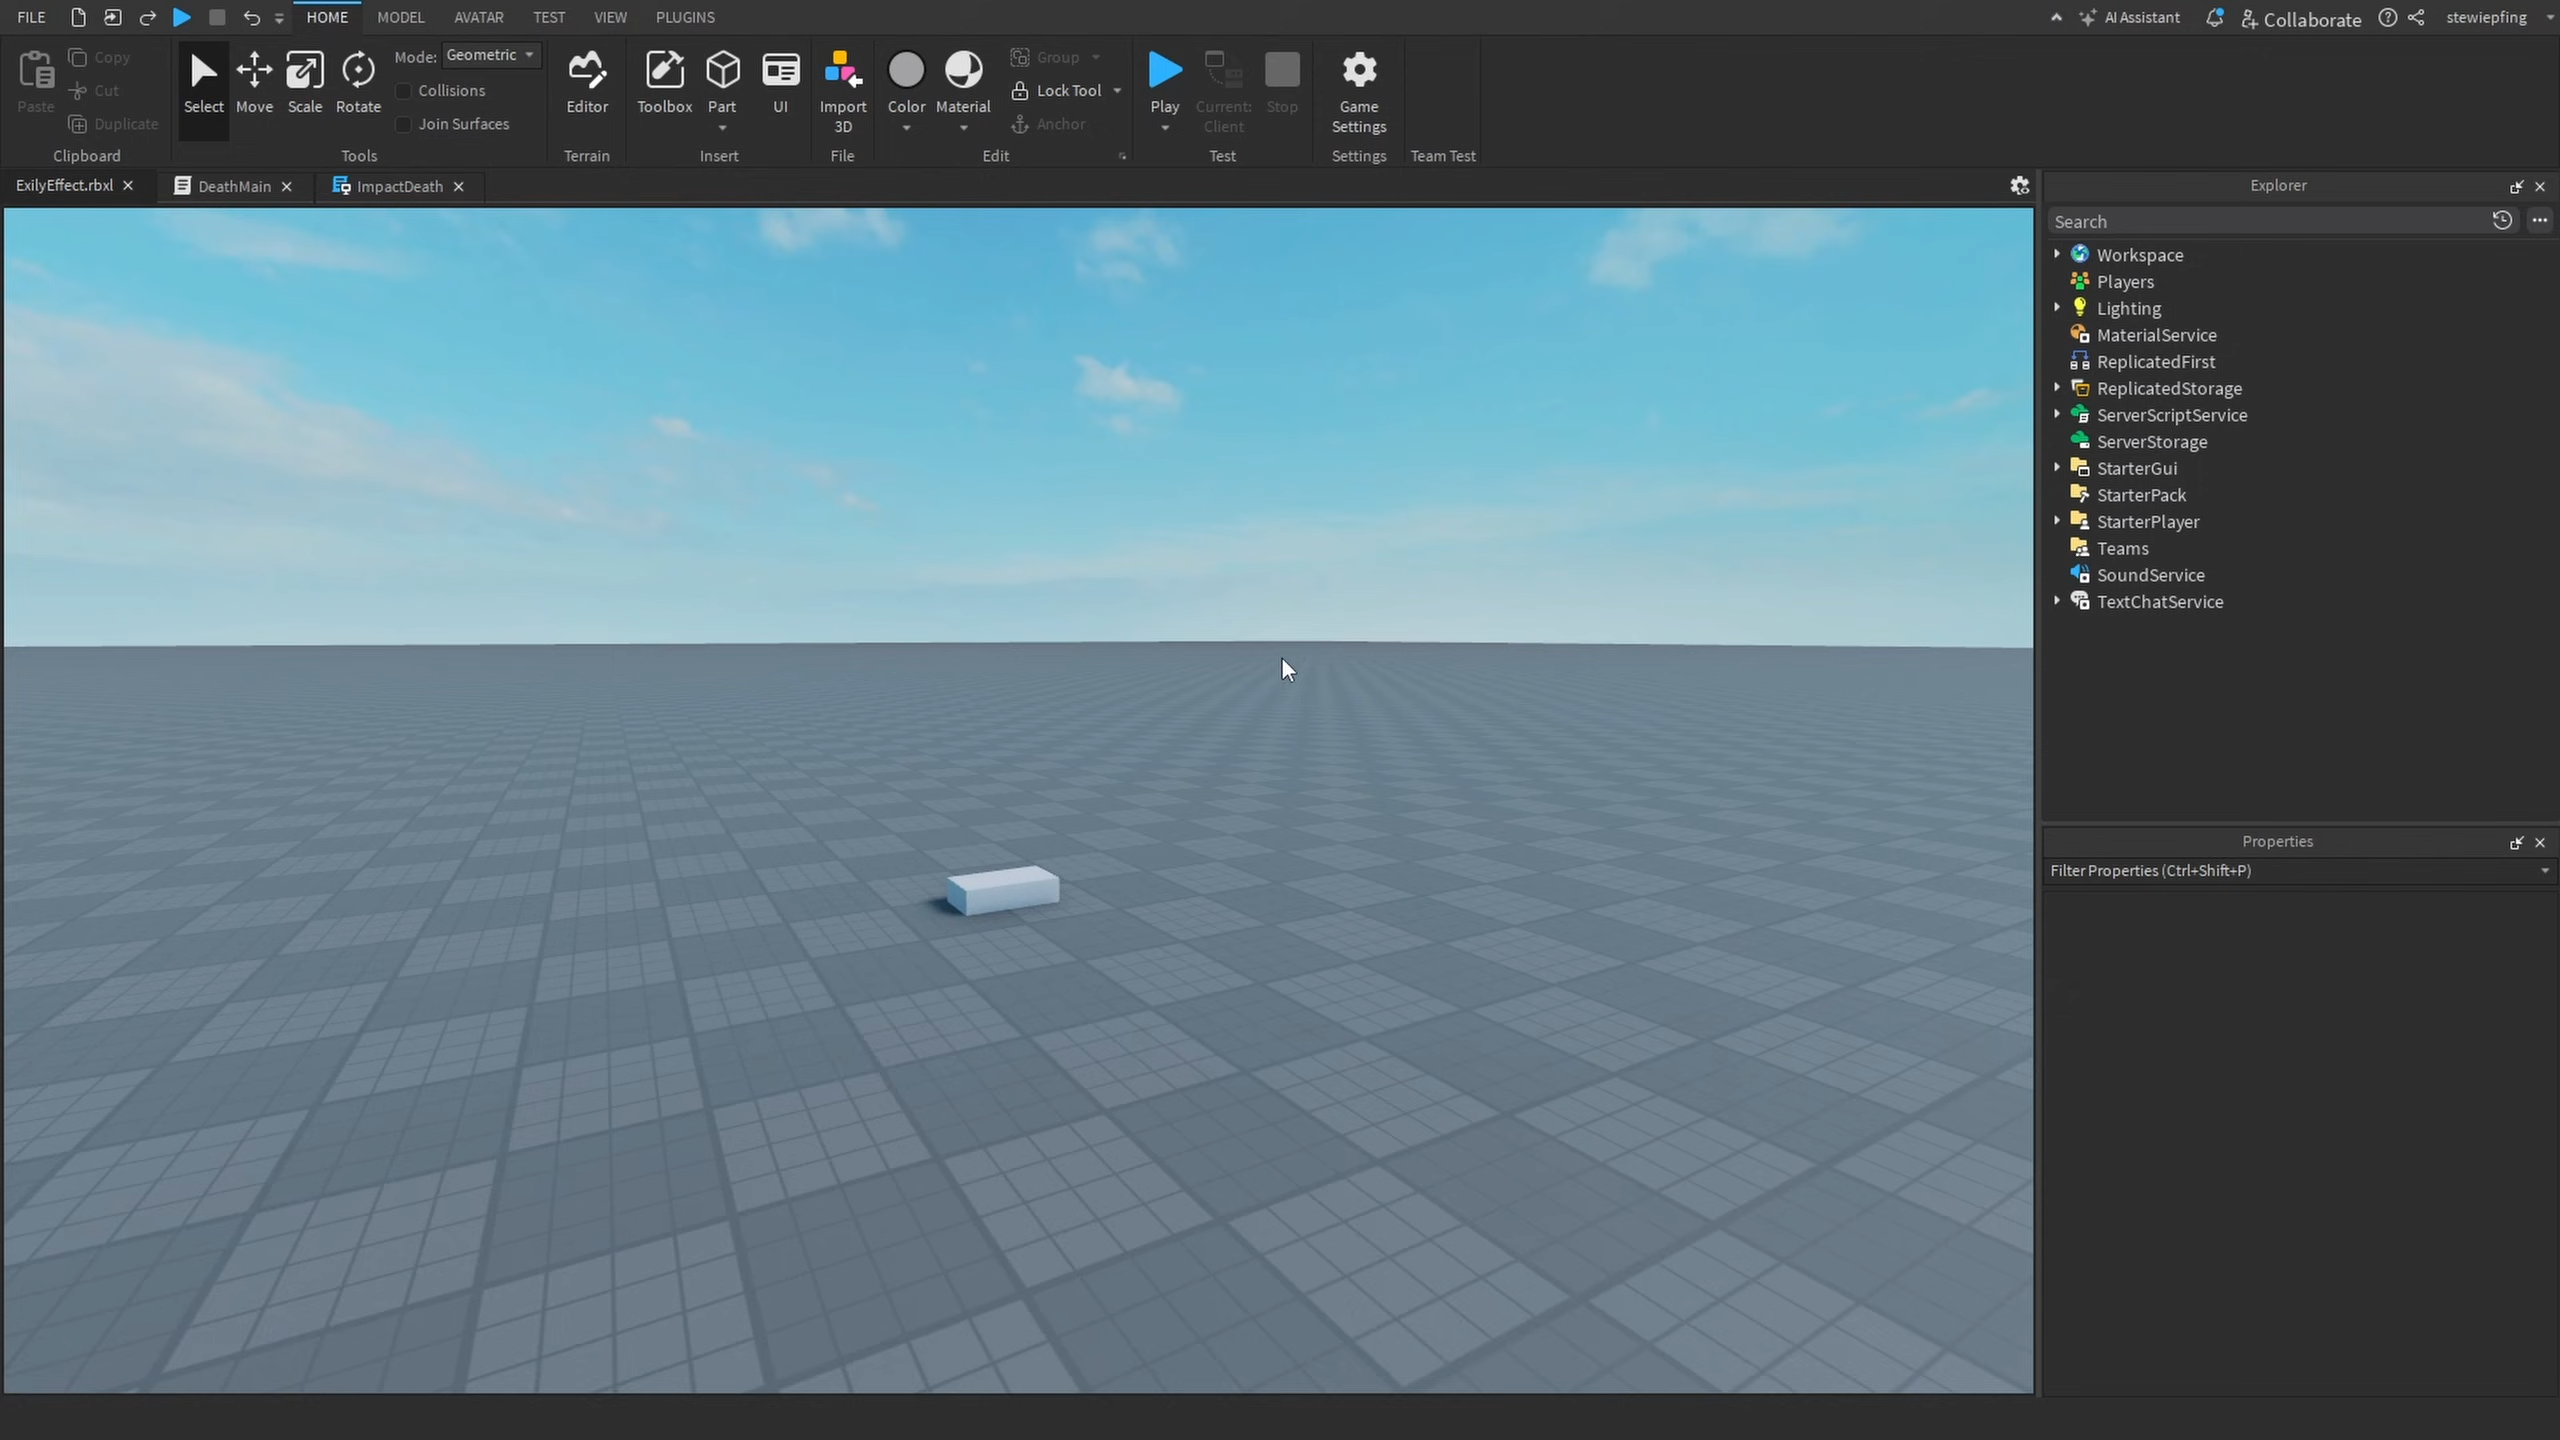 FILE HOME MODEL AVATAR TEST VIEW PLUGINS AI Assistant Collaborate stewiepfing
Paste Copy Cut Duplicate Clipboard
Select Move Scale Rotate Mode: Geometric Collisions Join Surfaces Tools
Editor Terrain
Toolbox Part UI Insert
Import 3D File
Color Material Group Lock Tool Anchor Edit
Play Current: Client Stop Test
Game Settings Settings
Team Test
ExilyEffect.rbxl DeathMain ImpactDeath
Explorer
Search
Workspace
Players
Lighting
MaterialService
ReplicatedFirst
ReplicatedStorage
ServerScriptService
ServerStorage
StarterGui
StarterPack
StarterPlayer
Teams
SoundService
TextChatService
Properties
Filter Properties (Ctrl+Shift+P)